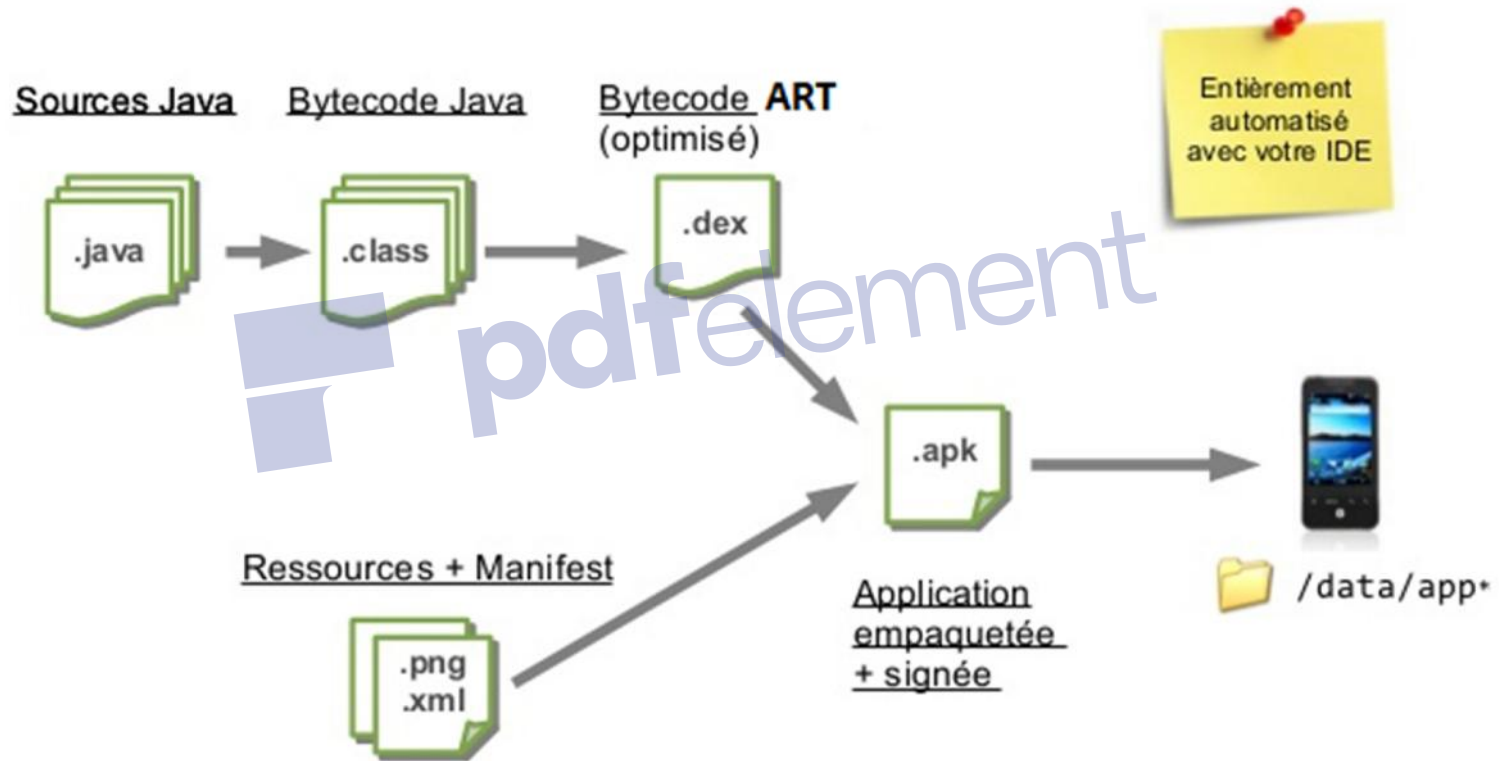 Sources Java
Bytecode Java
Bytecode ART
(optimisé)
Entièrement
automatisé
avec votre IDE
.java
.class
.dex
pdfelement
.apk
Ressources + Manifest
.png
.xml
Application
empaquetée
+ signée
/data/app*